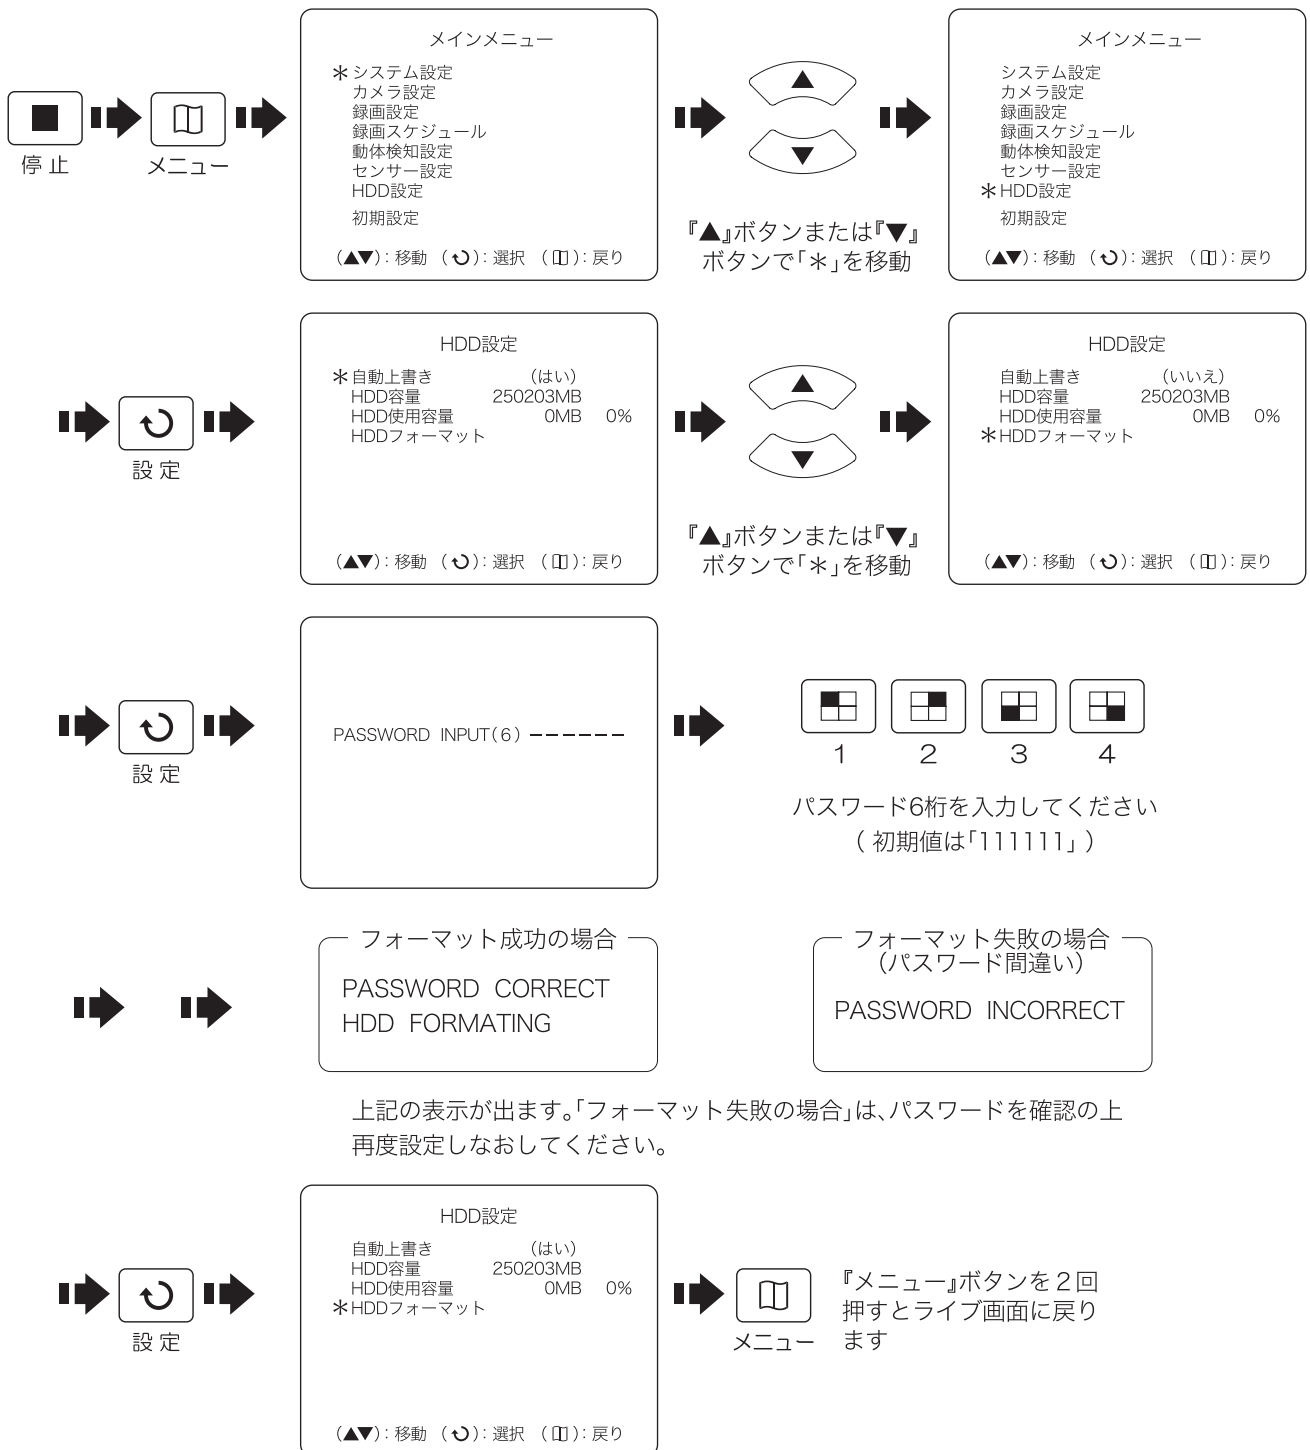 停止
メニュー
メインメニュー
＊システム設定
カメラ設定
録画設定
録画スケジュール
動体検知設定
センサー設定
HDD設定
初期設定
(▲▼)：移動 (↻)：選択 (▯▯)：戻り
『▲』ボタンまたは『▼』
ボタンで「＊」を移動
メインメニュー
システム設定
カメラ設定
録画設定
録画スケジュール
動体検知設定
センサー設定
＊HDD設定
初期設定
(▲▼)：移動 (↻)：選択 (▯▯)：戻り
設定
HDD設定
＊自動上書き (はい)
HDD容量 250203MB
HDD使用容量 0MB 0%
HDDフォーマット
(▲▼)：移動 (↻)：選択 (▯▯)：戻り
『▲』ボタンまたは『▼』
ボタンで「＊」を移動
HDD設定
自動上書き (いいえ)
HDD容量 250203MB
HDD使用容量 0MB 0%
＊HDDフォーマット
(▲▼)：移動 (↻)：選択 (▯▯)：戻り
設定
PASSWORD INPUT(6) ––––––
1 2 3 4
パスワード6桁を入力してください
( 初期値は「111111」)
フォーマット成功の場合
PASSWORD CORRECT
HDD FORMATING
フォーマット失敗の場合
(パスワード間違い)
PASSWORD INCORRECT
上記の表示が出ます。「フォーマット失敗の場合」は、パスワードを確認の上
再度設定しなおしてください。
設定
HDD設定
自動上書き (はい)
HDD容量 250203MB
HDD使用容量 0MB 0%
＊HDDフォーマット
(▲▼)：移動 (↻)：選択 (▯▯)：戻り
メニュー
『メニュー』ボタンを２回
押すとライブ画面に戻り
ます